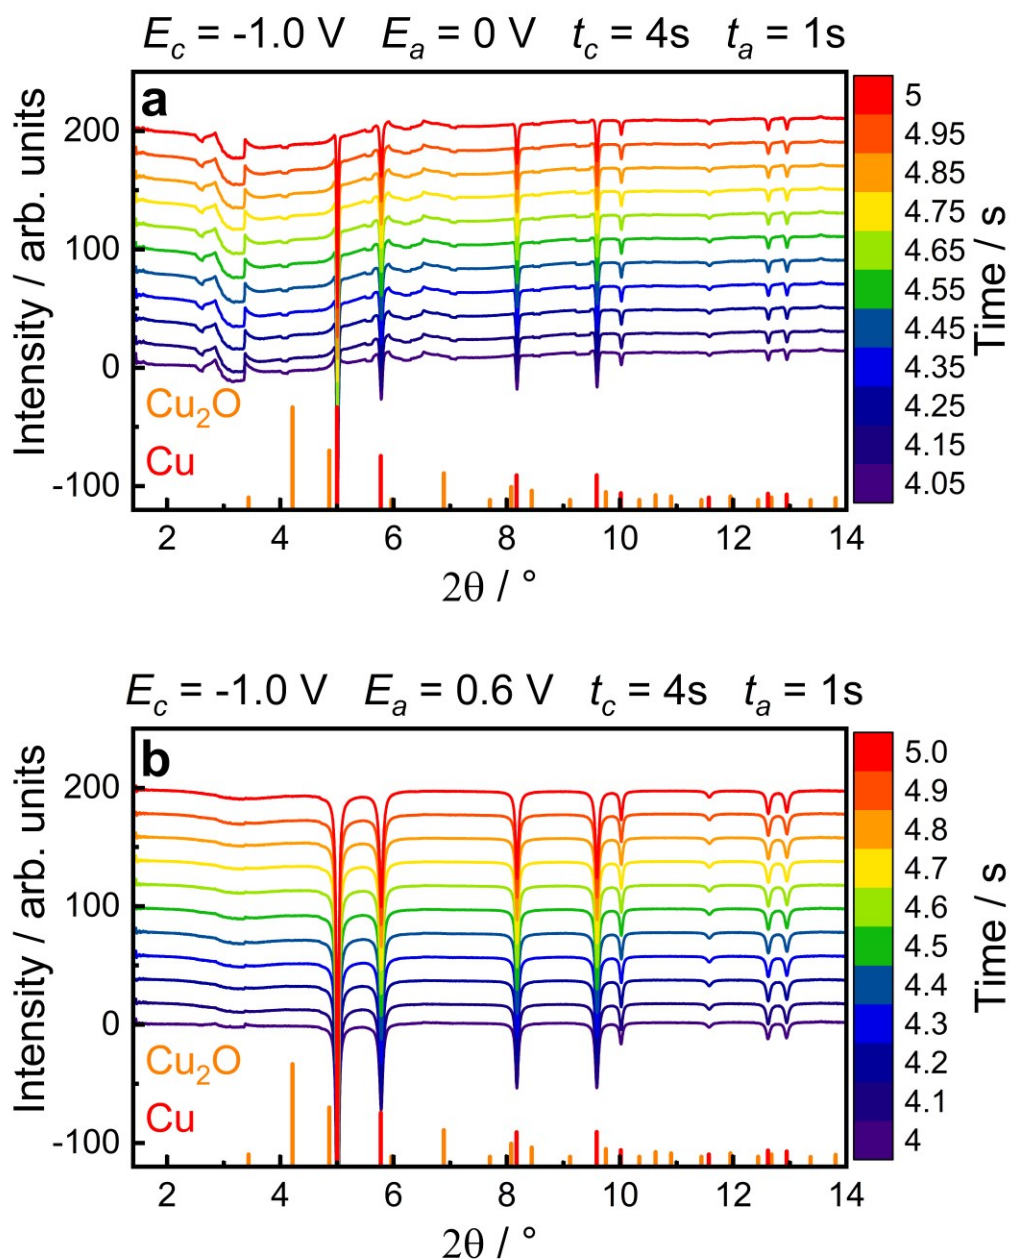 E_c = -1.0 V E_a = 0 V t_c = 4s t_a = 1s
a
Intensity / arb. units
200
100
0
-100
Cu₂O
Cu
2 4 6 8 10 12 14
2θ / °
5
4.95
4.85
4.75
4.65
4.55
4.45
4.35
4.25
4.15
4.05
Time / s
E_c = -1.0 V E_a = 0.6 V t_c = 4s t_a = 1s
b
Intensity / arb. units
200
100
0
-100
Cu₂O
Cu
2 4 6 8 10 12 14
2θ / °
5.0
4.9
4.8
4.7
4.6
4.5
4.4
4.3
4.2
4.1
4
Time / s